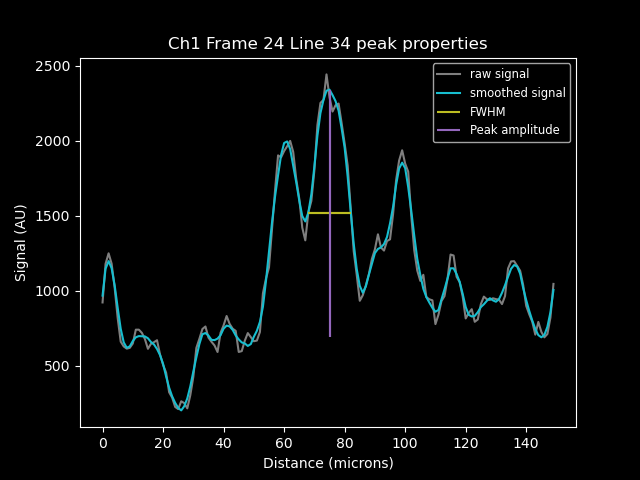 Ch1 Frame 24 Line 34 peak properties
raw signal
smoothed signal
FWHM
Peak amplitude
Signal (AU)
2500
2000
1500
1000
500
0 20 40 60 80 100 120 140
Distance (microns)